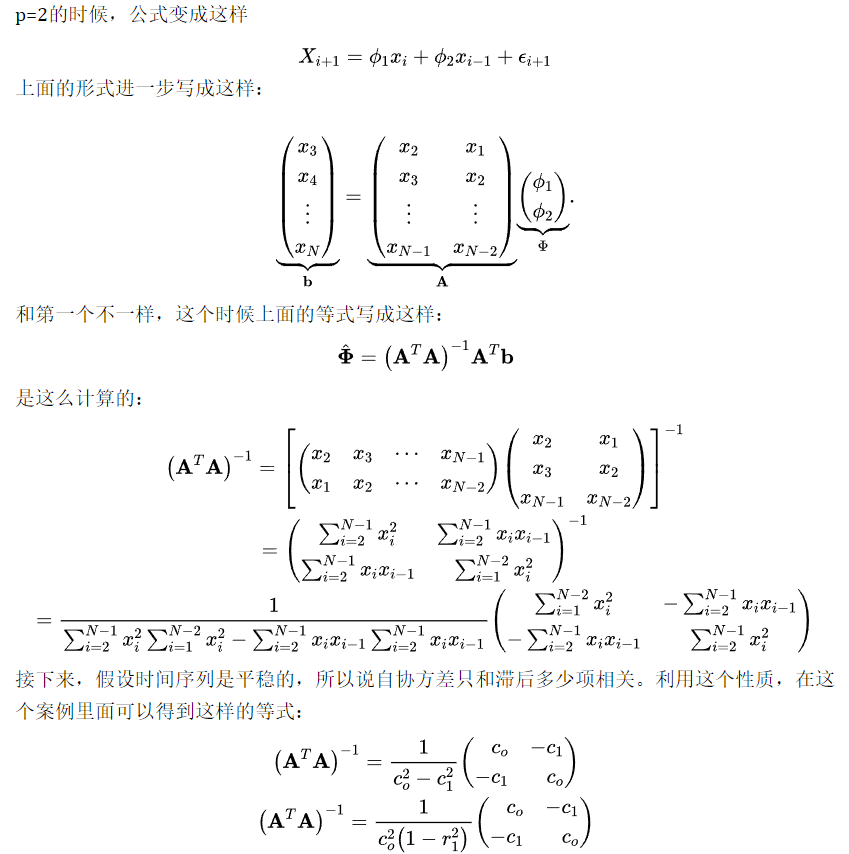 p=2的时候，公式变成这样
X_{i+1} = ϕ_1 x_i + ϕ_2 x_{i−1} + ϵ_{i+1}
上面的形式进一步写成这样：
\underbrace{\begin{pmatrix} x_3 \\ x_4 \\ \vdots \\ x_N \end{pmatrix}}_{\mathbf{b}} = \underbrace{\begin{pmatrix} x_2 & x_1 \\ x_3 & x_2 \\ \vdots & \vdots \\ x_{N-1} & x_{N-2} \end{pmatrix}}_{\mathbf{A}} \underbrace{\begin{pmatrix} \phi_1 \\ \phi_2 \end{pmatrix}}_{\Phi}.
和第一个不一样，这个时候上面的等式写成这样：
\hat{\mathbf{\Phi}} = (\mathbf{A}^T \mathbf{A})^{-1} \mathbf{A}^T \mathbf{b}
是这么计算的：
(\mathbf{A}^T \mathbf{A})^{-1} = \left[ \begin{pmatrix} x_2 & x_3 & \cdots & x_{N-1} \\ x_1 & x_2 & \cdots & x_{N-2} \end{pmatrix} \begin{pmatrix} x_2 & x_1 \\ x_3 & x_2 \\ x_{N-1} & x_{N-2} \end{pmatrix} \right]^{-1}
= \begin{pmatrix} \sum_{i=2}^{N-1} x_i^2 & \sum_{i=2}^{N-1} x_i x_{i-1} \\ \sum_{i=2}^{N-1} x_i x_{i-1} & \sum_{i=1}^{N-2} x_i^2 \end{pmatrix}^{-1}
= \frac{1}{\sum_{i=2}^{N-1} x_i^2 \sum_{i=1}^{N-2} x_i^2 - \sum_{i=2}^{N-1} x_i x_{i-1} \sum_{i=2}^{N-1} x_i x_{i-1}} \begin{pmatrix} \sum_{i=1}^{N-2} x_i^2 & -\sum_{i=2}^{N-1} x_i x_{i-1} \\ -\sum_{i=2}^{N-1} x_i x_{i-1} & \sum_{i=2}^{N-1} x_i^2 \end{pmatrix}
接下来，假设时间序列是平稳的，所以说自协方差只和滞后多少项相关。利用这个性质，在这
个案例里面可以得到这样的等式：
(\mathbf{A}^T \mathbf{A})^{-1} = \frac{1}{c_o^2 - c_1^2} \begin{pmatrix} c_o & -c_1 \\ -c_1 & c_o \end{pmatrix}
(\mathbf{A}^T \mathbf{A})^{-1} = \frac{1}{c_o^2 (1 - r_1^2)} \begin{pmatrix} c_o & -c_1 \\ -c_1 & c_o \end{pmatrix}